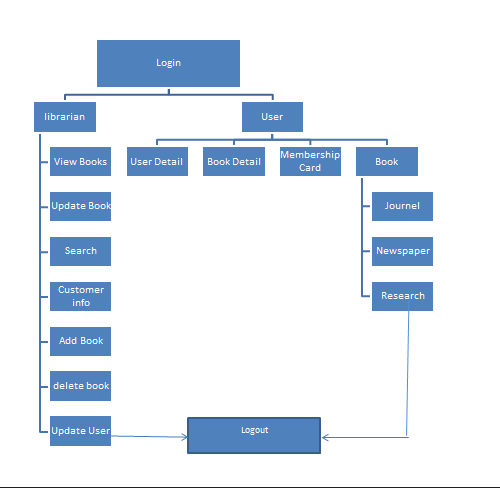 Login
librarian
User
View Books
User Detail
Book Detail
Membership
Card
Book
Update Book
Journel
Search
Newspaper
Customer
info
Research
Add Book
delete book
Update User
Logout